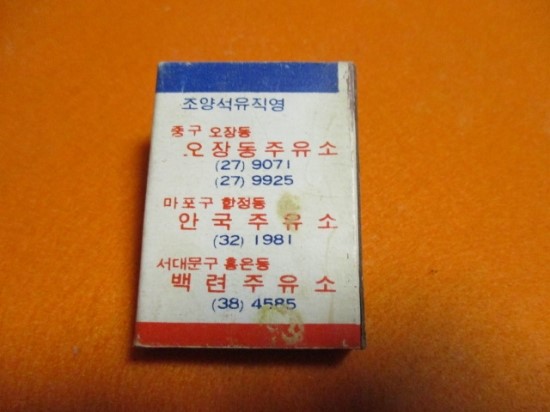 조양석유직영
중구 오장동
오장동주유소
(27) 9071
(27) 9925
마포구 합정동
안국주유소
(32) 1981
서대문구 홍은동
백련주유소
(38) 4585